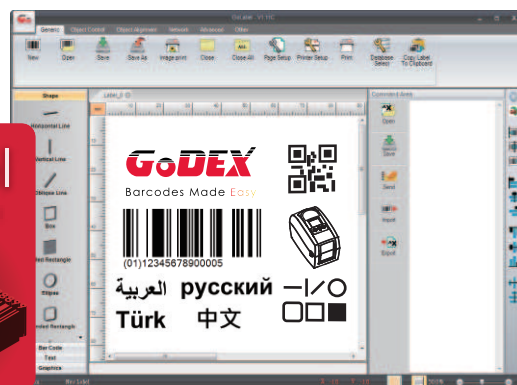 GoLabel - V1.11C
Generic Object Control Object Alignment Network Advanced Other
New Open Save Save As Image print Close Close All Page Setup Printer Setup Print Database Select Copy Label To Clipboard
Shape
Label_0
Command Area
Horizontal Line
Open
Vertical Line
Save
Oblique Line
Send
Box
Input
Export
Ellipse
Bar Code
Text
Graphics
GoDEX
Barcodes Made Easy
(01)12345678900005
العربية русский
Türk 中文